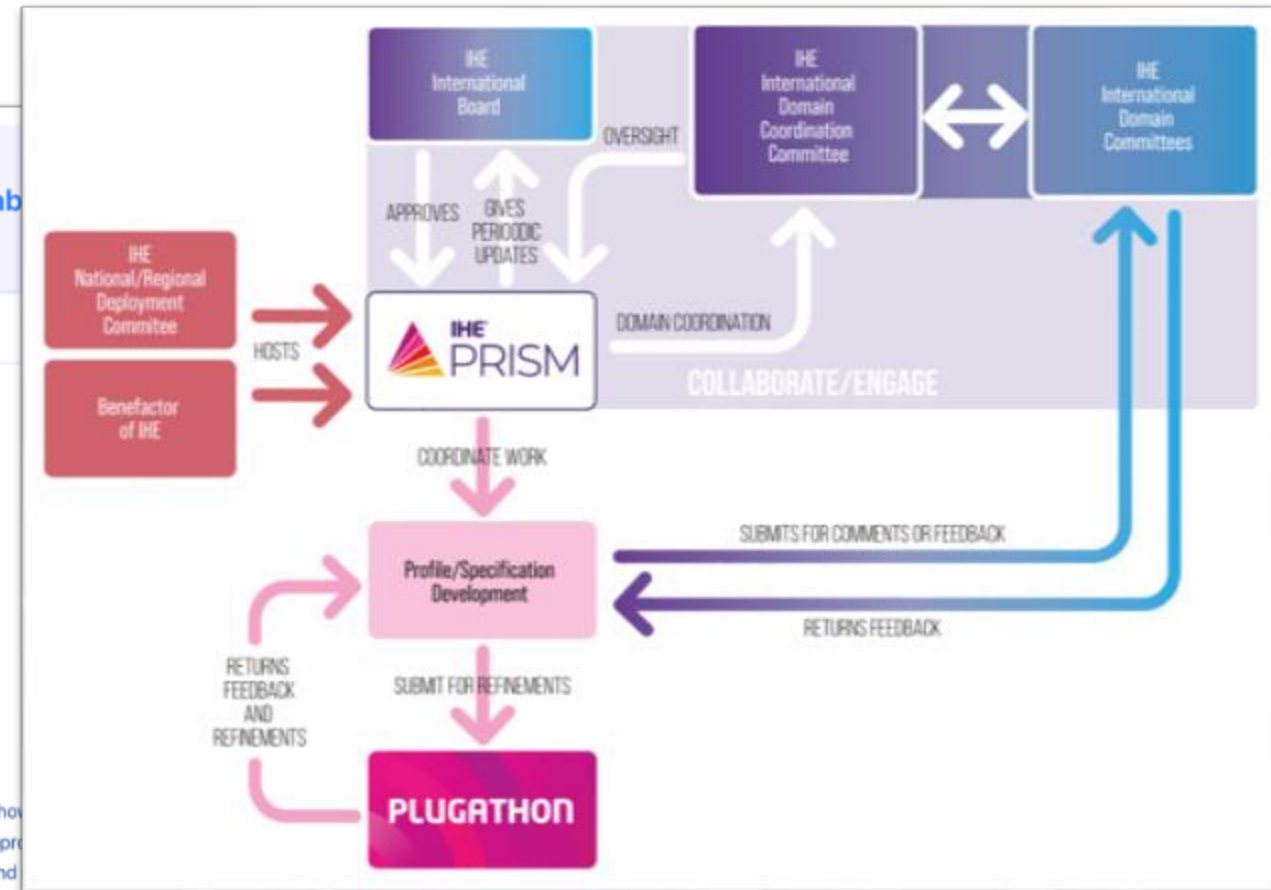 IHE
International
Board
IHE
International
Domain
Coordination
Committee
IHE
International
Domain
Committees
OVERSIGHT
APPROVES
GIVES
PERIODIC
UPDATES
IHE
National/Regional
Deployment
Commitee
HOSTS
Benefactor
of IHE
IHE
PRISM
DOMAIN COORDINATION
COLLABORATE/ENGAGE
COORDINATE WORK
Profile/Specification
Development
SUBMITS FOR COMMENTS OR FEEDBACK
RETURNS FEEDBACK
RETURNS
FEEDBACK
AND
REFINEMENTS
SUBMIT FOR REFINEMENTS
PLUGATHON